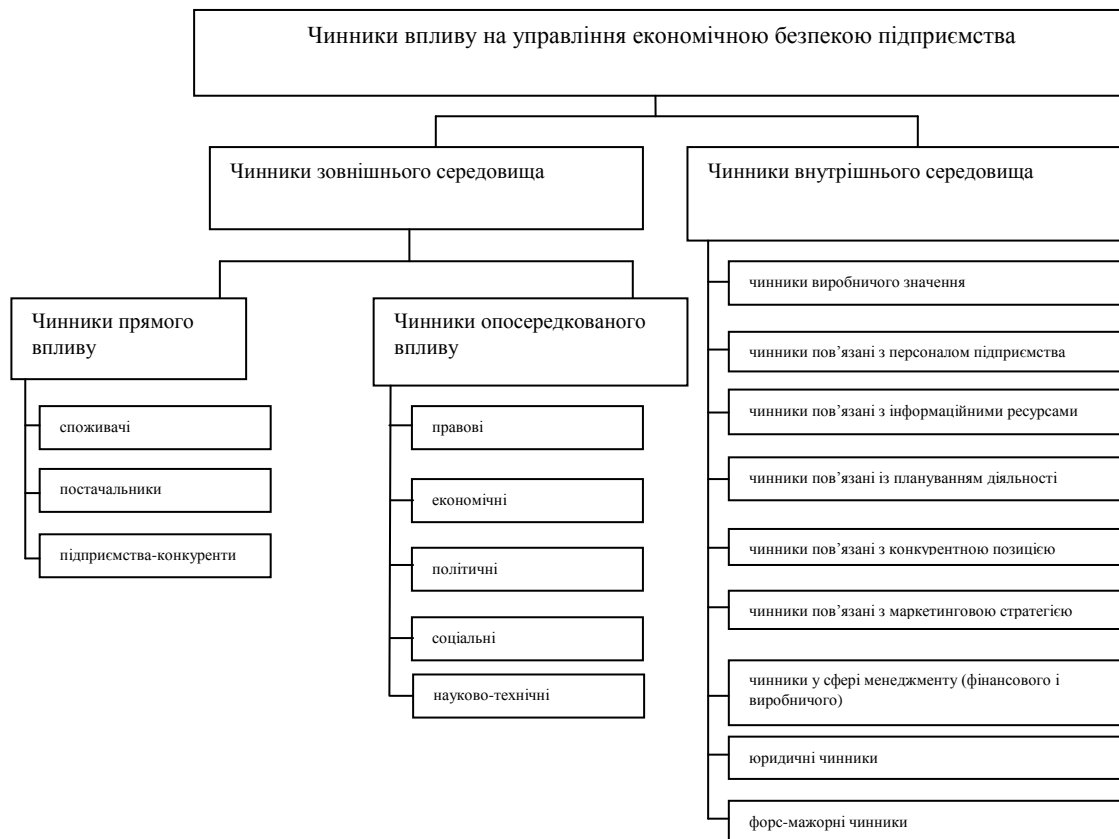 Чинники впливу на управління економічною безпекою підприємства
Чинники зовнішнього середовища
Чинники внутрішнього середовища
Чинники прямого
впливу
споживачі
постачальники
підприємства-конкуренти
Чинники опосередкованого
впливу
правові
економічні
політичні
соціальні
науково-технічні
чинники виробничого значення
чинники пов’язані з персоналом підприємства
чинники пов’язані з інформаційними ресурсами
чинники пов’язані із плануванням діяльності
чинники пов’язані з конкурентною позицією
чинники пов’язані з маркетинговою стратегією
чинники у сфері менеджменту (фінансового і
виробничого)
юридичні чинники
форс-мажорні чинники